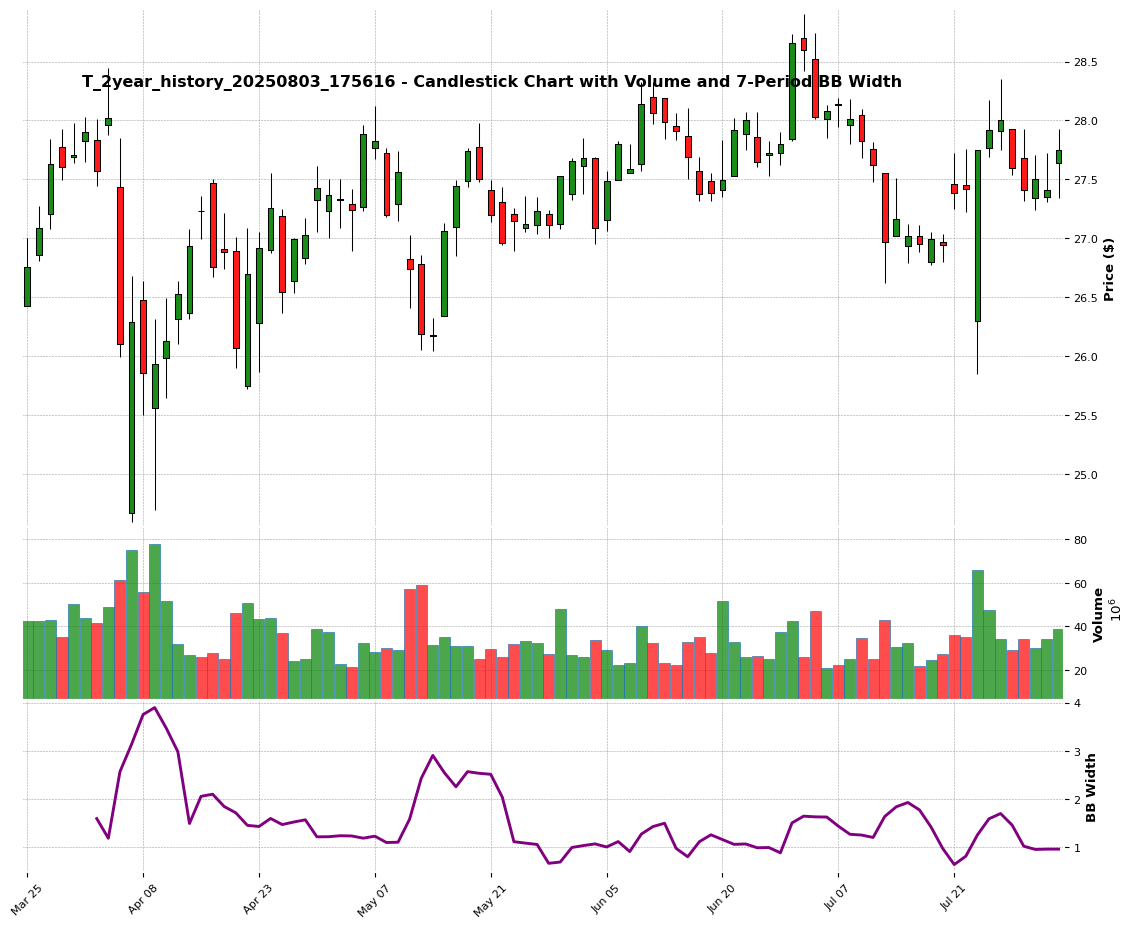 T_2year_history_20250803_175616 - Candlestick Chart with Volume and 7-Period BB Width
28.5
28.0
27.5
27.0
26.5
26.0
25.5
25.0
Price ($)
80
60
40
20
Volume
10^6
4
3
2
1
BB Width
Mar 25
Apr 08
Apr 23
May 07
May 21
Jun 05
Jun 20
Jul 07
Jul 21